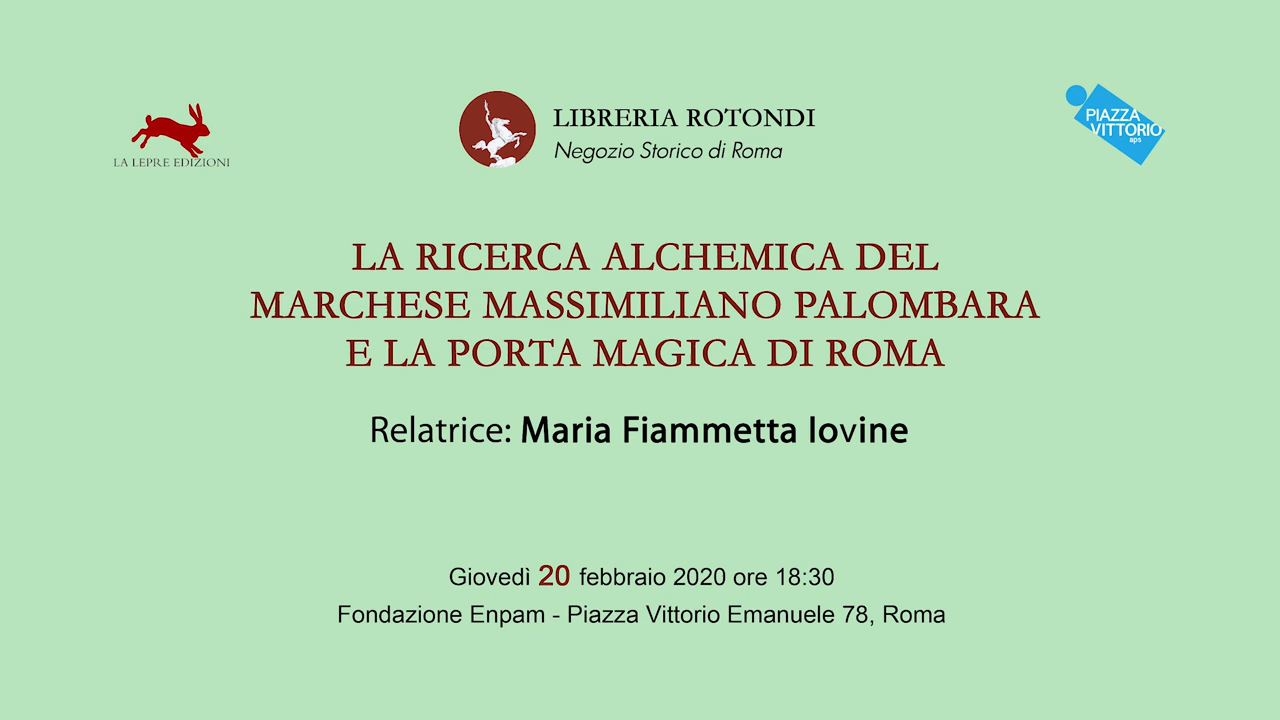 LA LEPRE EDIZIONI
LIBRERIA ROTONDI
Negozio Storico di Roma
PIAZZA
VITTORIO
aps
LA RICERCA ALCHEMICA DEL
MARCHESE MASSIMILIANO PALOMBARA
E LA PORTA MAGICA DI ROMA
Relatrice: Maria Fiammetta Iovine
Giovedì 20 febbraio 2020 ore 18:30
Fondazione Enpam - Piazza Vittorio Emanuele 78, Roma